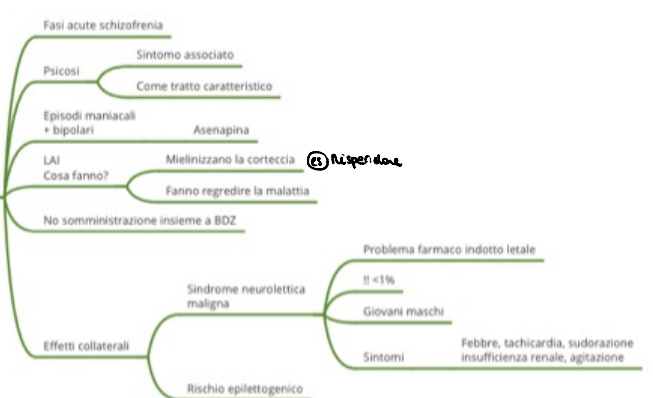 Fasi acute schizofrenia
Psicosi
Sintomo associato
Come tratto caratteristico
Episodi maniacali
+ bipolari
Asenapina
LAI
Cosa fanno?
Mielinizzano la corteccia
es Risperidone
Fanno regredire la malattia
No somministrazione insieme a BDZ
Effetti collaterali
Sindrome neurolettica
maligna
Problema farmaco indotto letale
!! <1%
Giovani maschi
Sintomi
Febbre, tachicardia, sudorazione
insufficienza renale, agitazione
Rischio epilettogenico